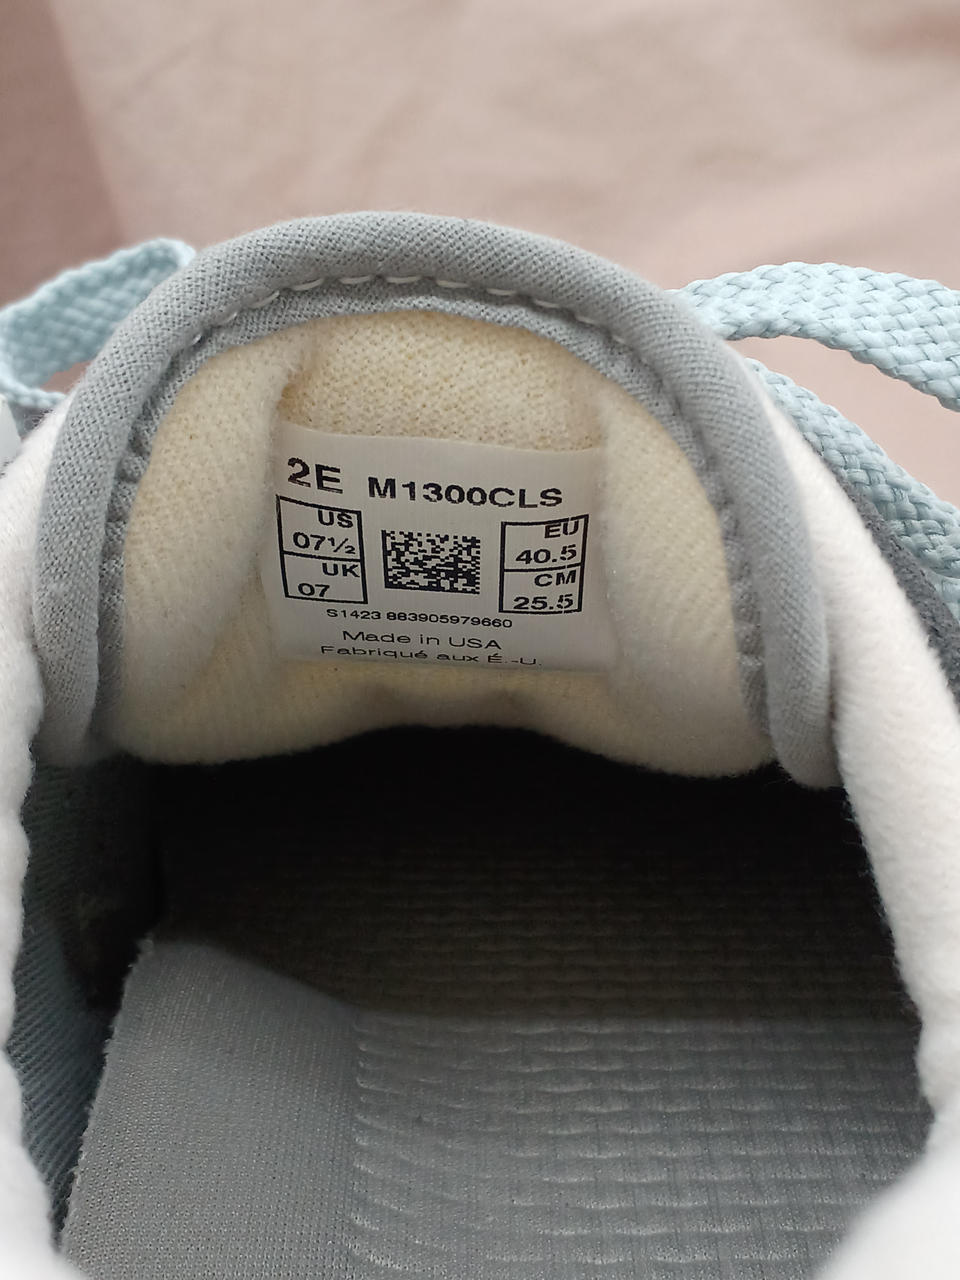 2E M1300CLS
US
07½
UK
07
EU
40.5
CM
25.5
S1423 883905979660
Made in USA
Fabriqué aux É.-U.